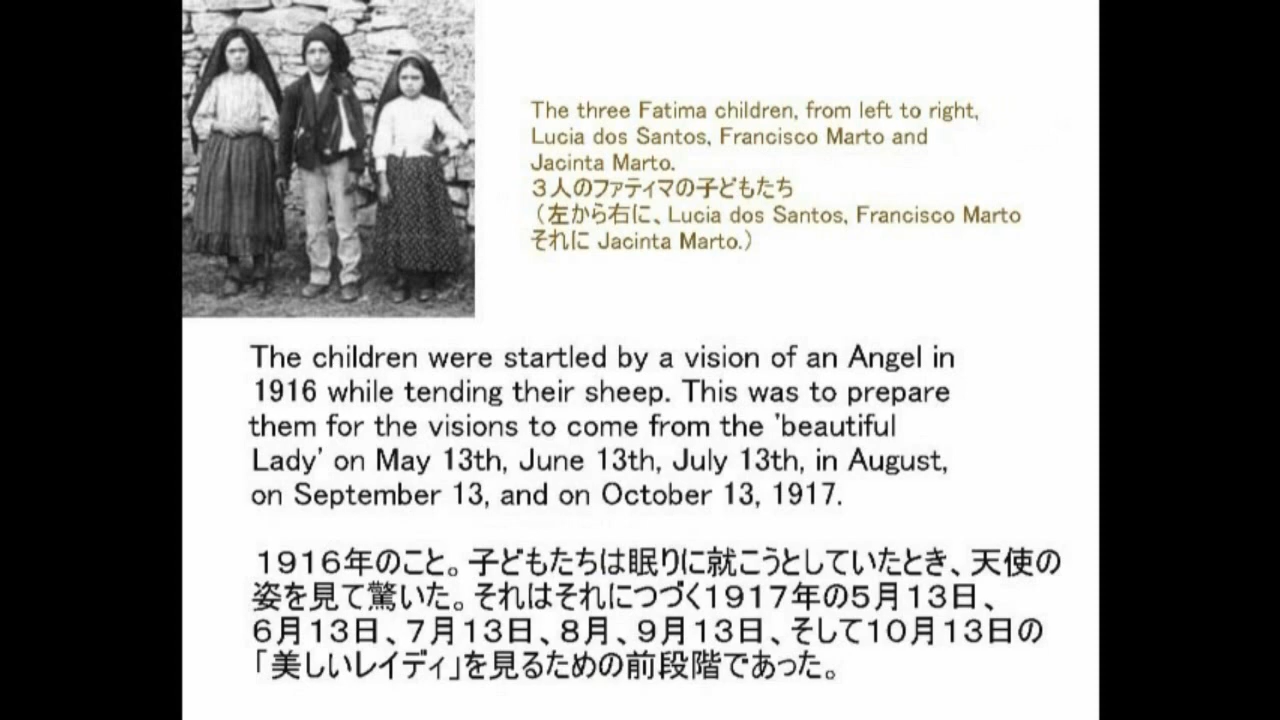 The three Fatima children, from left to right,
Lucia dos Santos, Francisco Marto and
Jacinta Marto.
３人のファティマの子どもたち
（左から右に、Lucia dos Santos, Francisco Marto
それに Jacinta Marto.）
The children were startled by a vision of an Angel in
1916 while tending their sheep. This was to prepare
them for the visions to come from the 'beautiful
Lady' on May 13th, June 13th, July 13th, in August,
on September 13, and on October 13, 1917.
１９１６年のこと。子どもたちは眠りに就こうとしていたとき、天使の
姿を見て驚いた。それはそれにつづく１９１７年の５月１３日、
６月１３日、７月１３日、８月、９月１３日、そして１０月１３日の
「美しいレイディ」を見るための前段階であった。